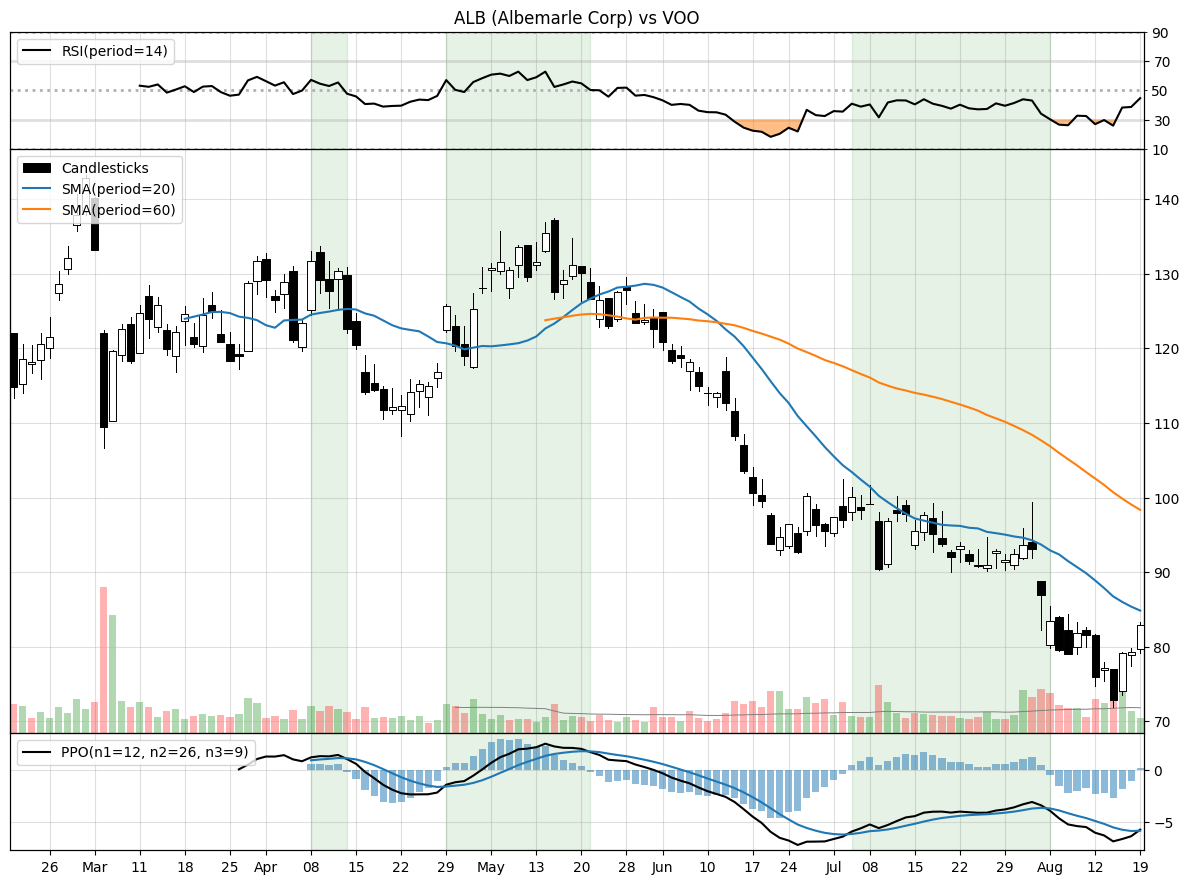 ALB (Albemarle Corp) vs VOO
RSI(period=14)
90
70
50
30
10
Candlesticks
SMA(period=20)
SMA(period=60)
140
130
120
110
100
90
80
70
PPO(n1=12, n2=26, n3=9)
0
−5
26 Mar 11 18 25 Apr 08 15 22 29 May 13 20 28 Jun 10 17 24 Jul 08 15 22 29 Aug 12 19